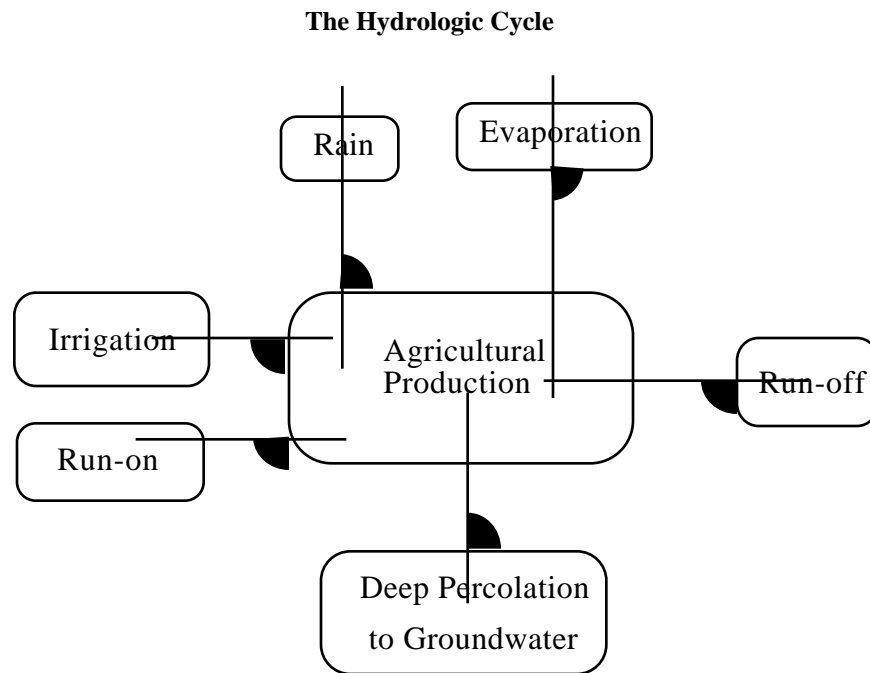 The Hydrologic Cycle
Rain
Evaporation
Irrigation
Agricultural
Production
Run-off
Run-on
Deep Percolation
to Groundwater